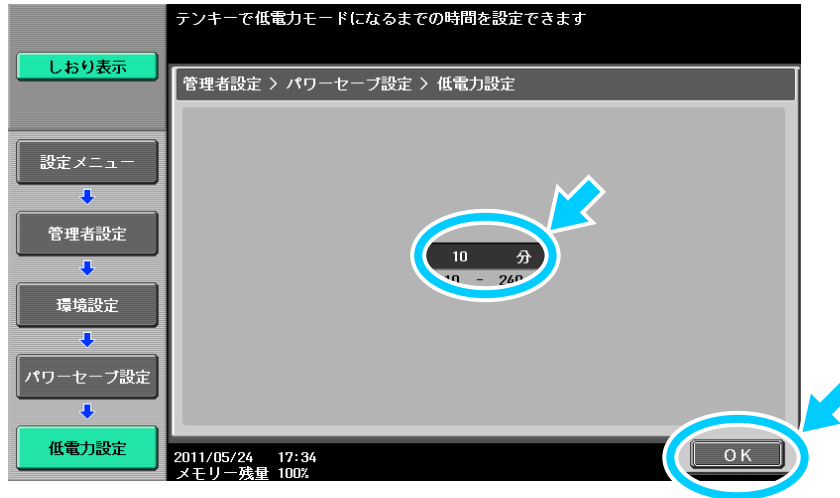 テンキーで低電力モードになるまでの時間を設定できます
しおり表示
管理者設定 > パワーセーブ設定 > 低電力設定
設定メニュー
管理者設定
環境設定
パワーセーブ設定
低電力設定
10 分
10 - 240
OK
2011/05/24 17:34
メモリー残量 100%